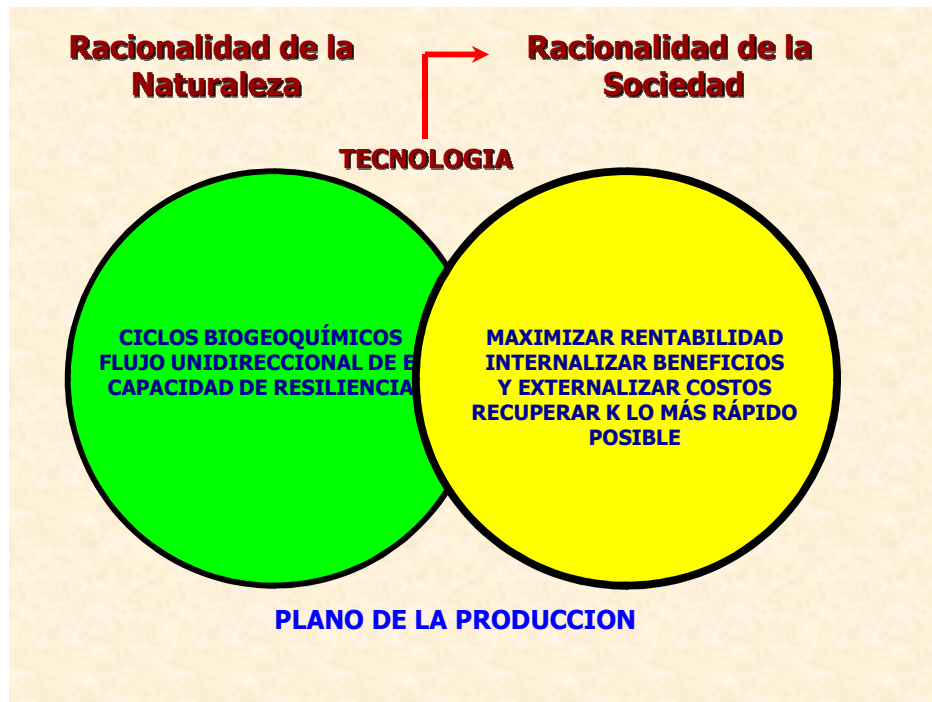 Racionalidad de la
Naturaleza
Racionalidad de la
Sociedad
TECNOLOGIA
CICLOS BIOGEOQUÍMICOS
FLUJO UNIDIRECCIONAL DE E
CAPACIDAD DE RESILIENCIA
MAXIMIZAR RENTABILIDAD
INTERNALIZAR BENEFICIOS
Y EXTERNALIZAR COSTOS
RECUPERAR K LO MÁS RÁPIDO
POSIBLE
PLANO DE LA PRODUCCION